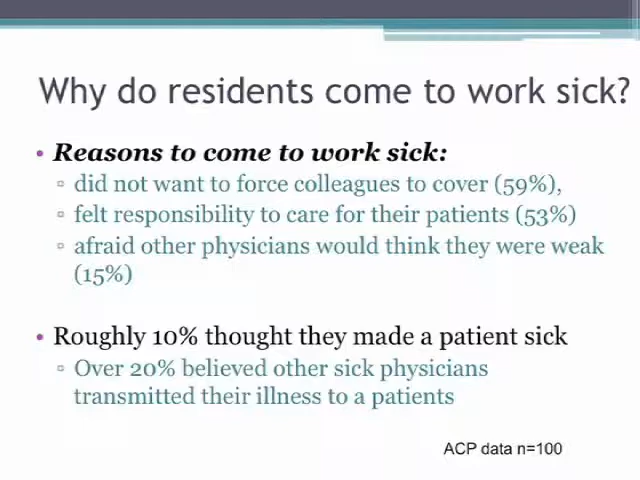 Why do residents come to work sick?
• Reasons to come to work sick:
▫ did not want to force colleagues to cover (59%),
▫ felt responsibility to care for their patients (53%)
▫ afraid other physicians would think they were weak
(15%)
• Roughly 10% thought they made a patient sick
▫ Over 20% believed other sick physicians
transmitted their illness to a patients
ACP data n=100